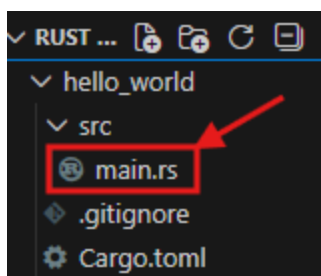 RUST ...
hello_world
src
main.rs
.gitignore
Cargo.toml